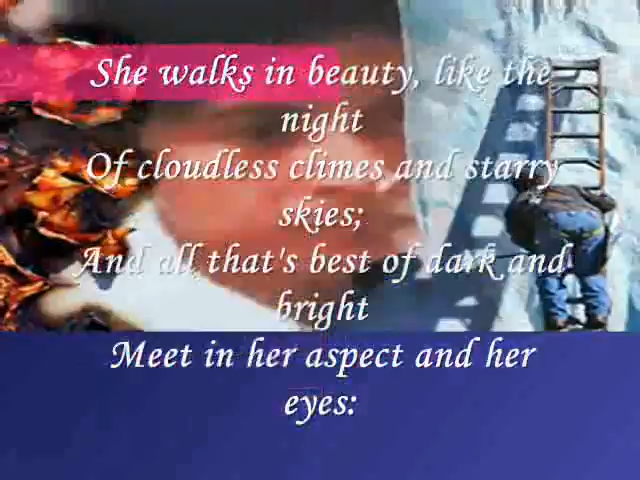 She walks in beauty, like the
night
Of cloudless climes and starry
skies;
And all that's best of dark and
bright
Meet in her aspect and her
eyes: